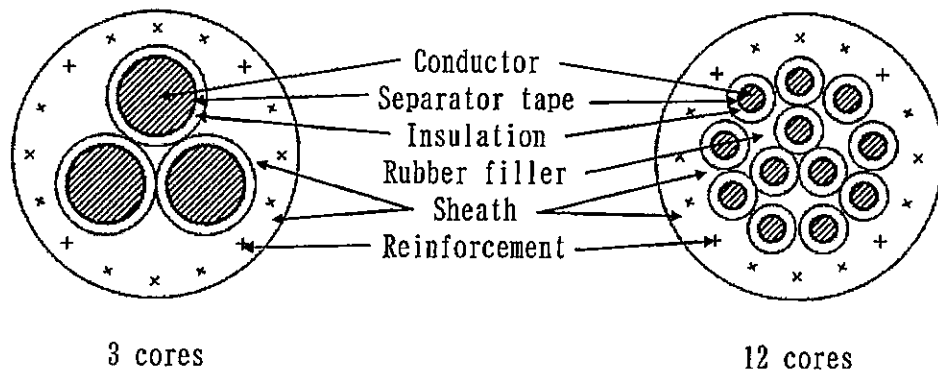 Conductor
Separator tape
Insulation
Rubber filler
Sheath
Reinforcement
3 cores
12 cores